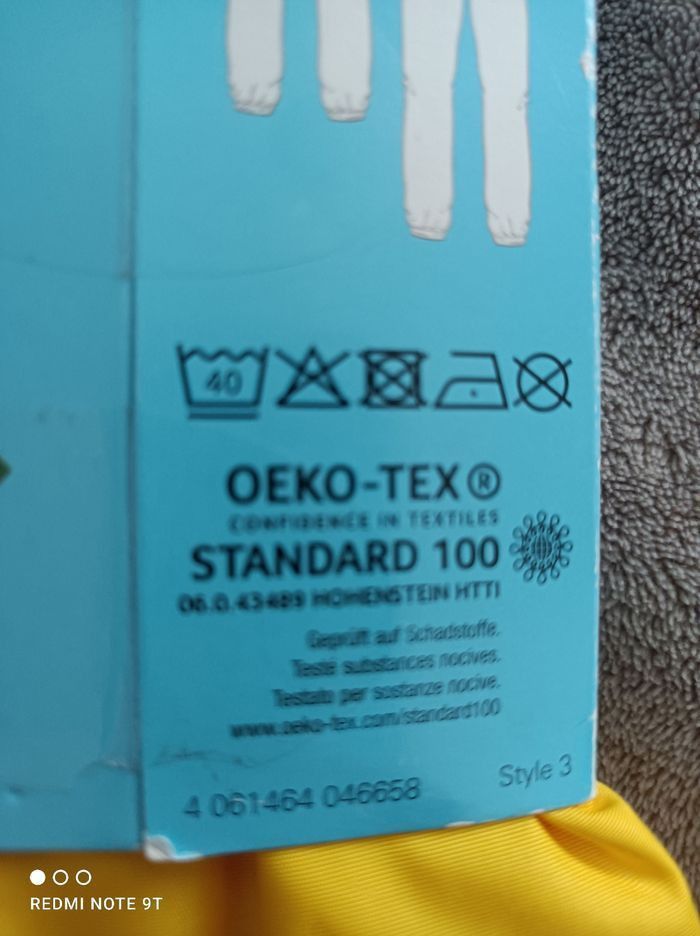 40
OEKO-TEX®
CONFIDENCE IN TEXTILES
STANDARD 100
06.0.43489 HOHENSTEIN HTTI
Geprüft auf Schadstoffe.
Testé substances nocives.
Testato per sostanze nocive.
www.oeko-tex.com/standard100
4 061464 046658
Style 3
REDMI NOTE 9T